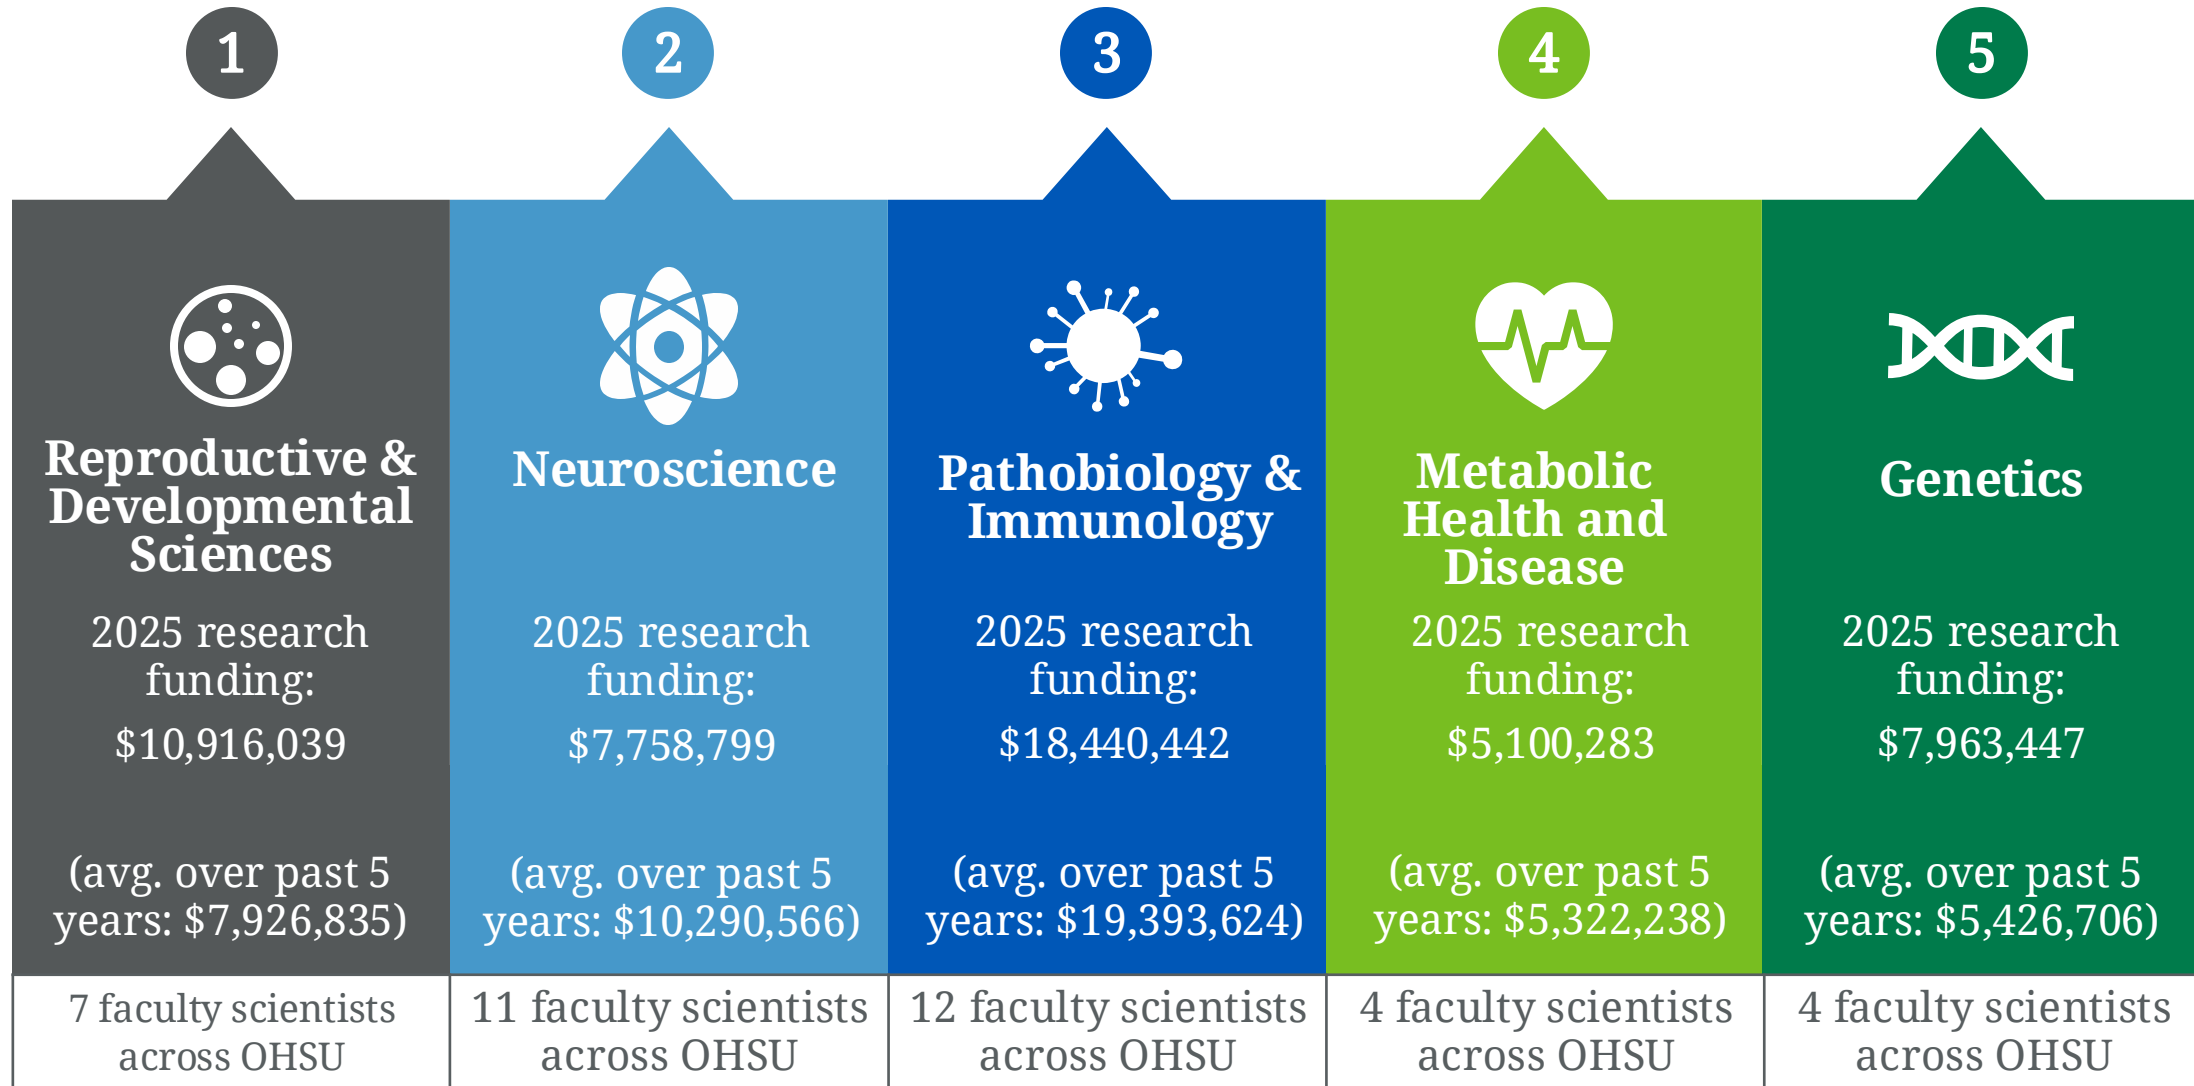 1
Reproductive &
Developmental
Sciences
2025 research
funding:
$10,916,039
(avg. over past 5
years: $7,926,835)
7 faculty scientists
across OHSU
2
Neuroscience
2025 research
funding:
$7,758,799
(avg. over past 5
years: $10,290,566)
11 faculty scientists
across OHSU
3
Pathobiology &
Immunology
2025 research
funding:
$18,440,442
(avg. over past 5
years: $19,393,624)
12 faculty scientists
across OHSU
4
Metabolic
Health and
Disease
2025 research
funding:
$5,100,283
(avg. over past 5
years: $5,322,238)
4 faculty scientists
across OHSU
5
Genetics
2025 research
funding:
$7,963,447
(avg. over past 5
years: $5,426,706)
4 faculty scientists
across OHSU